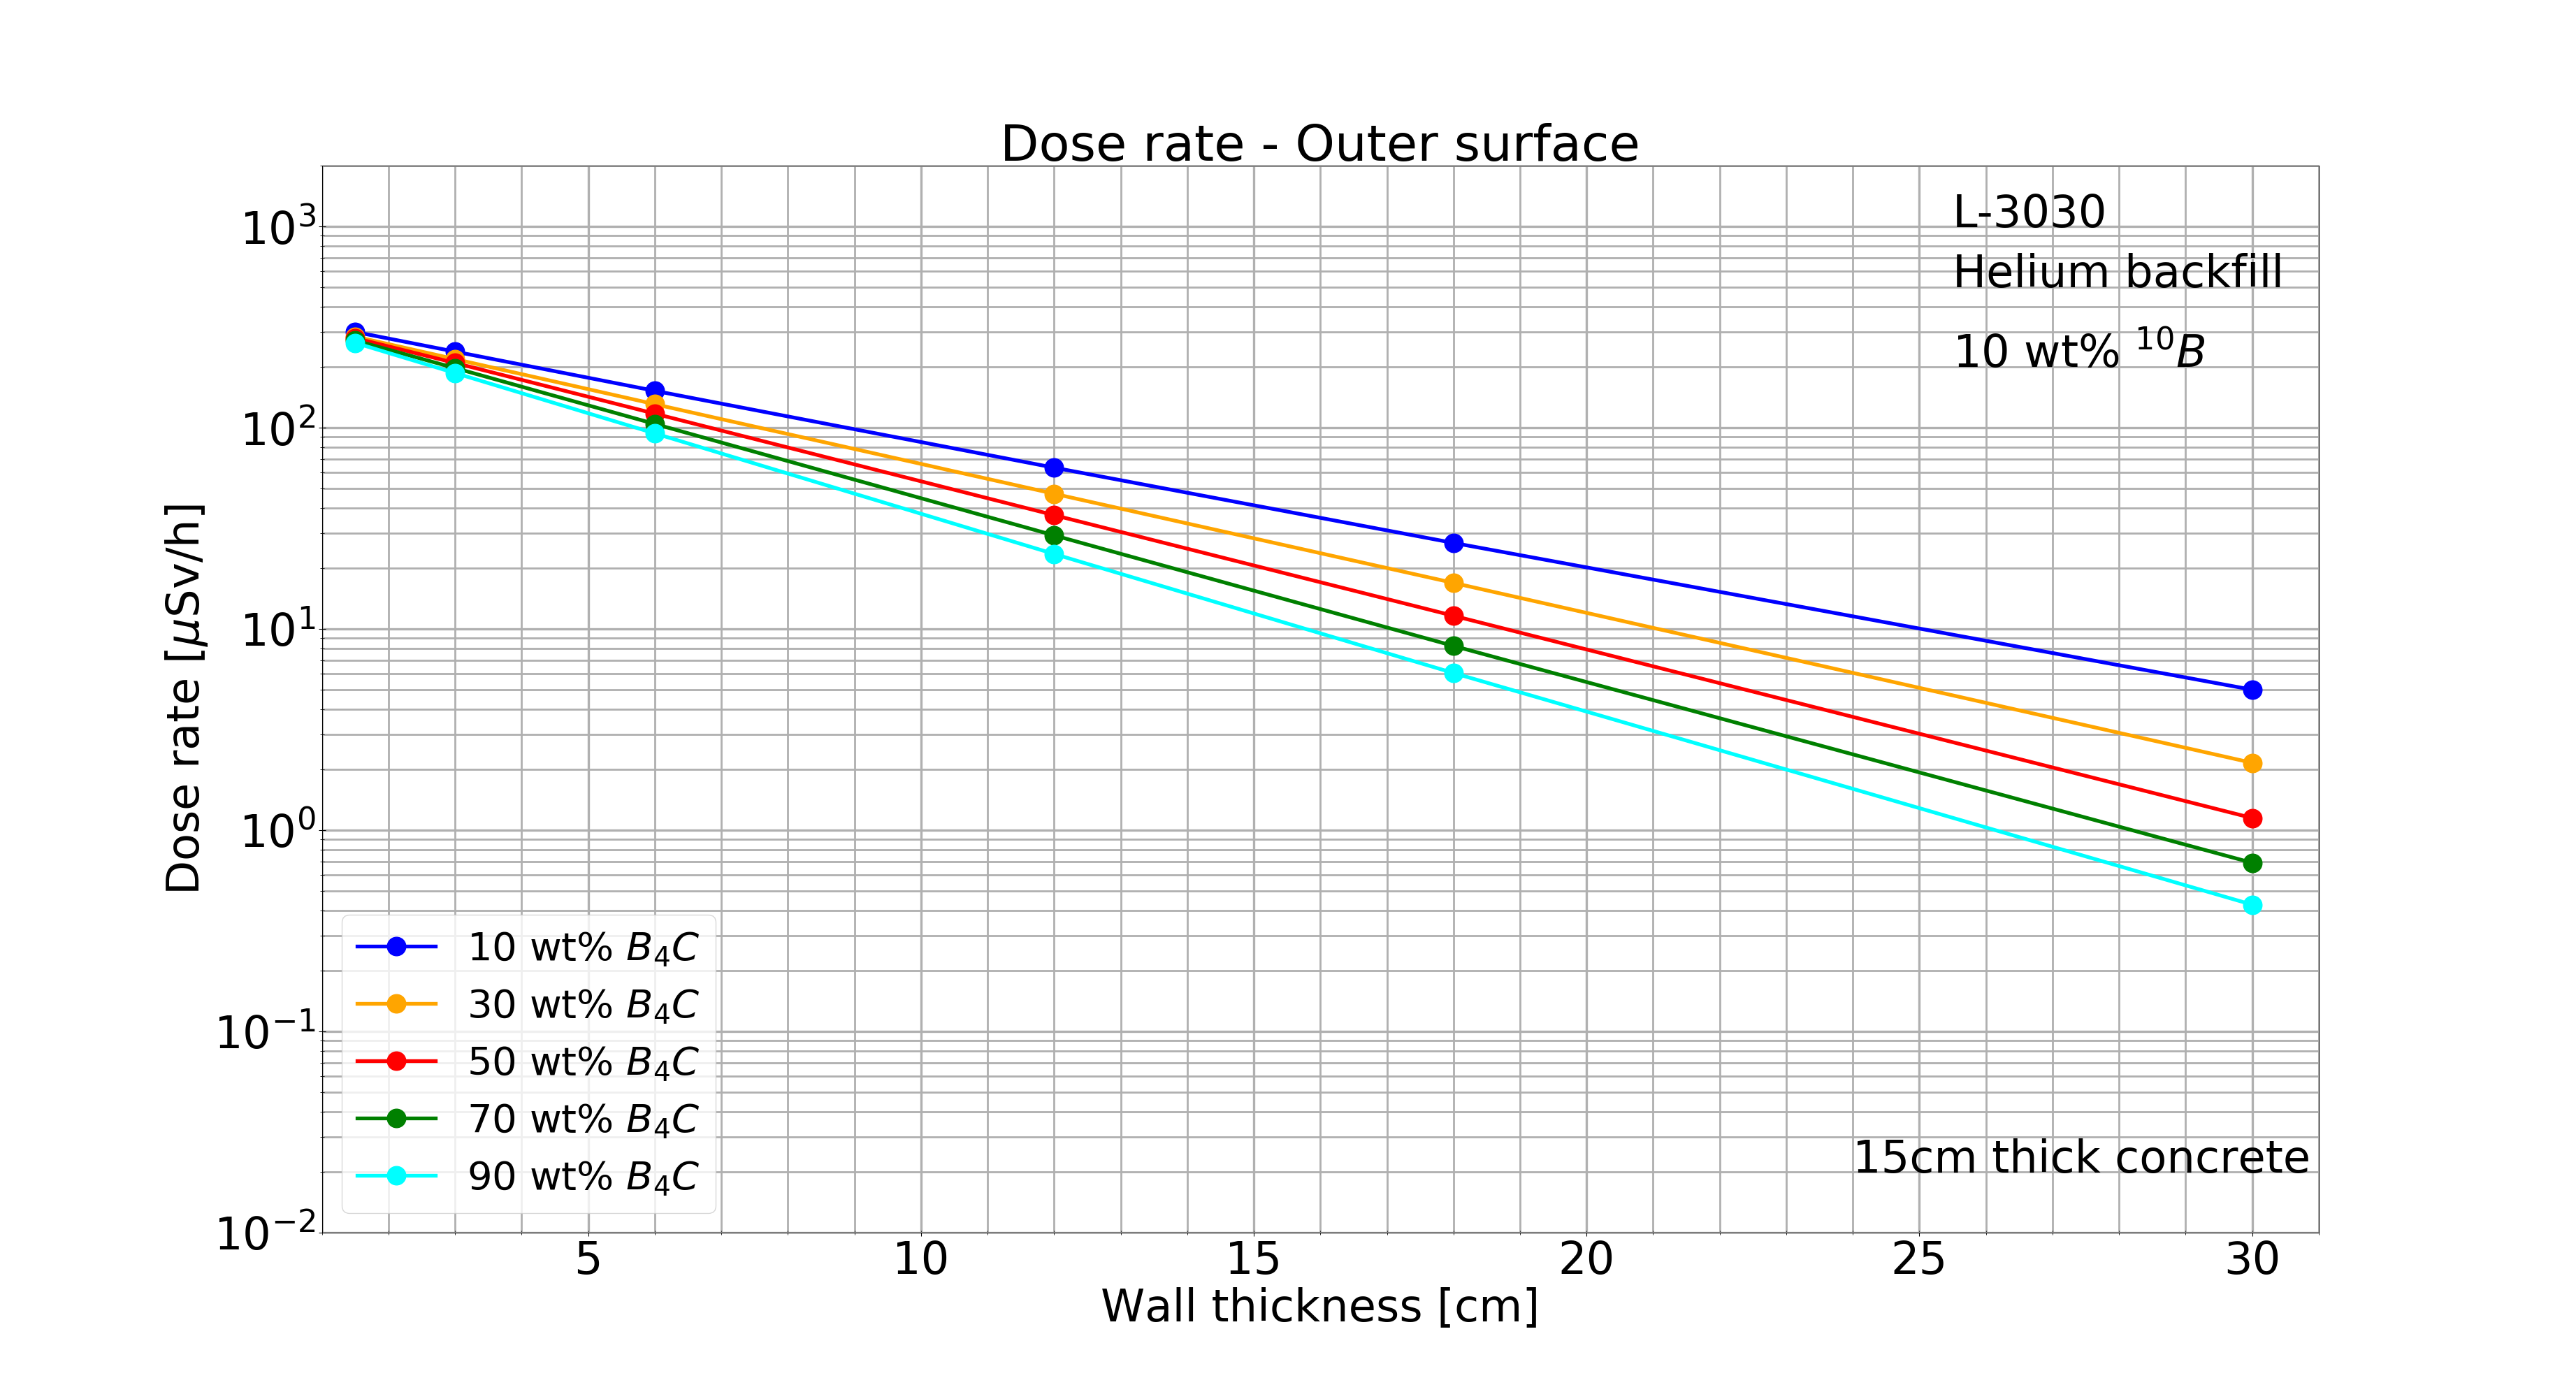 Dose rate - Outer surface
L-3030
Helium backfill
10 wt% ¹⁰B
10³
10²
10¹
10⁰
10⁻¹
10⁻²
Dose rate [μSv/h]
10 wt% B₄C
30 wt% B₄C
50 wt% B₄C
70 wt% B₄C
90 wt% B₄C
15cm thick concrete
5 10 15 20 25 30
Wall thickness [cm]